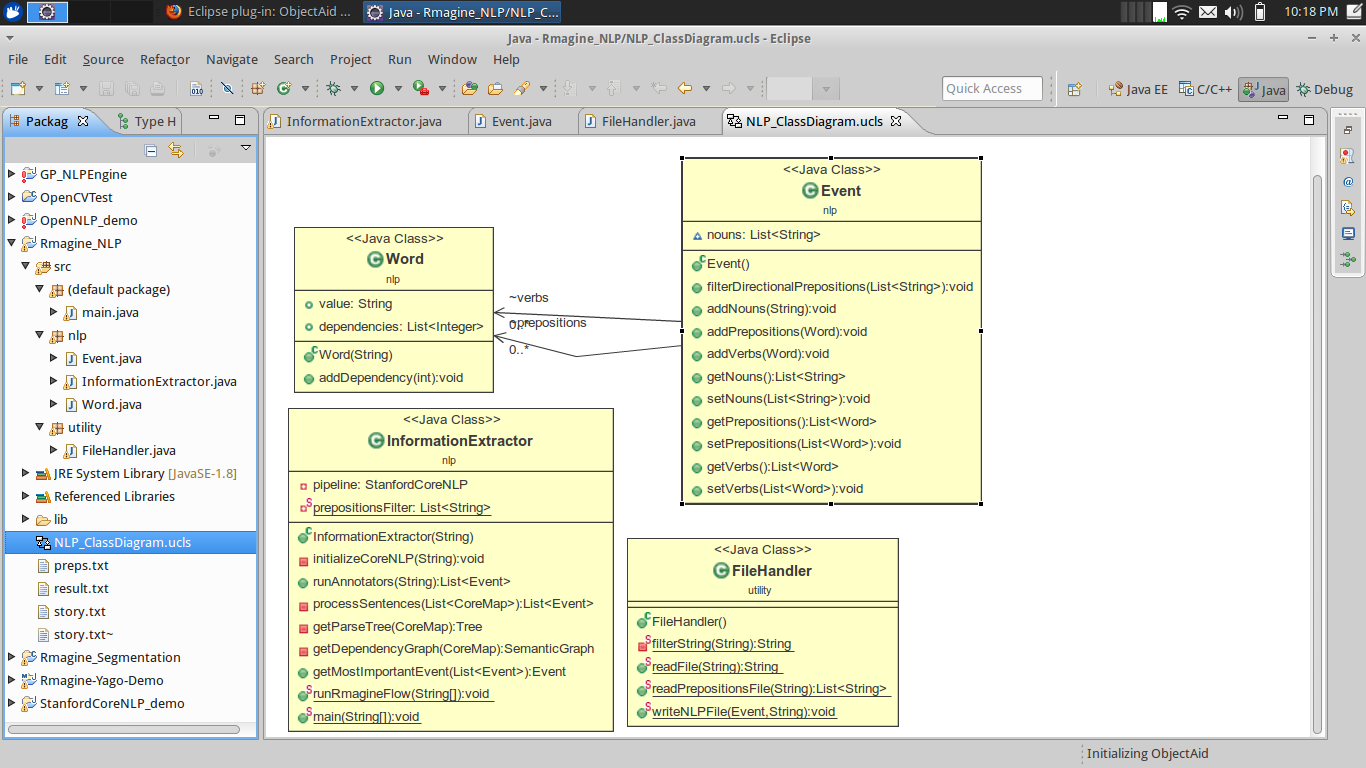 Eclipse plug-in: ObjectAid ...
Java - Rmagine_NLP/NLP_C...
10:18 PM
Java - Rmagine_NLP/NLP_ClassDiagram.ucls - Eclipse
File Edit Source Refactor Navigate Search Project Run Window Help
Quick Access
Java EE
C/C++
Java
Debug
Packag
Type H
InformationExtractor.java
Event.java
FileHandler.java
NLP_ClassDiagram.ucls
GP_NLPEngine
OpenCVTest
OpenNLP_demo
Rmagine_NLP
src
(default package)
main.java
nlp
Event.java
InformationExtractor.java
Word.java
utility
FileHandler.java
JRE System Library [JavaSE-1.8]
Referenced Libraries
lib
NLP_ClassDiagram.ucls
preps.txt
result.txt
story.txt
story.txt~
Rmagine_Segmentation
Rmagine-Yago-Demo
StanfordCoreNLP_demo
<<Java Class>>
Word
nlp
value: String
dependencies: List<Integer>
Word(String)
addDependency(int):void
~verbs
0..*
~prepositions
0..*
<<Java Class>>
Event
nlp
nouns: List<String>
Event()
filterDirectionalPrepositions(List<String>):void
addNouns(String):void
addPrepositions(Word):void
addVerbs(Word):void
getNouns():List<String>
setNouns(List<String>):void
getPrepositions():List<Word>
setPrepositions(List<Word>):void
getVerbs():List<Word>
setVerbs(List<Word>):void
<<Java Class>>
InformationExtractor
nlp
pipeline: StanfordCoreNLP
prepositionsFilter: List<String>
InformationExtractor(String)
initializeCoreNLP(String):void
runAnnotators(String):List<Event>
processSentences(List<CoreMap>):List<Event>
getParseTree(CoreMap):Tree
getDependencyGraph(CoreMap):SemanticGraph
getMostImportantEvent(List<Event>):Event
runRmagineFlow(String[]):void
main(String[]):void
<<Java Class>>
FileHandler
utility
FileHandler()
filterString(String):String
readFile(String):String
readPrepositionsFile(String):List<String>
writeNLPFile(Event,String):void
Initializing ObjectAid